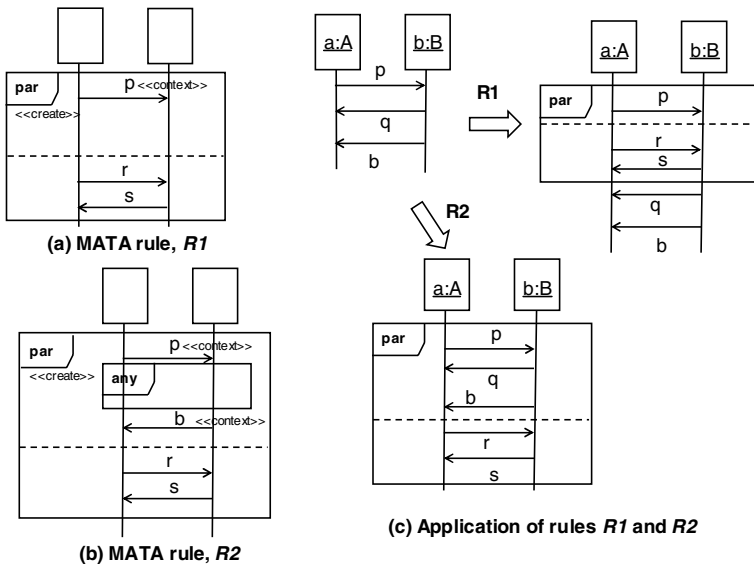 par
p <<context>>
<<create>>
r
s
(a) MATA rule, R1
par
p <<context>>
<<create>>
any
b <<context>>
r
s
(b) MATA rule, R2
a:A b:B
p
q
b
R1
R2
a:A b:B
par
p
r
s
q
b
a:A b:B
par
p
q
b
r
s
(c) Application of rules R1 and R2